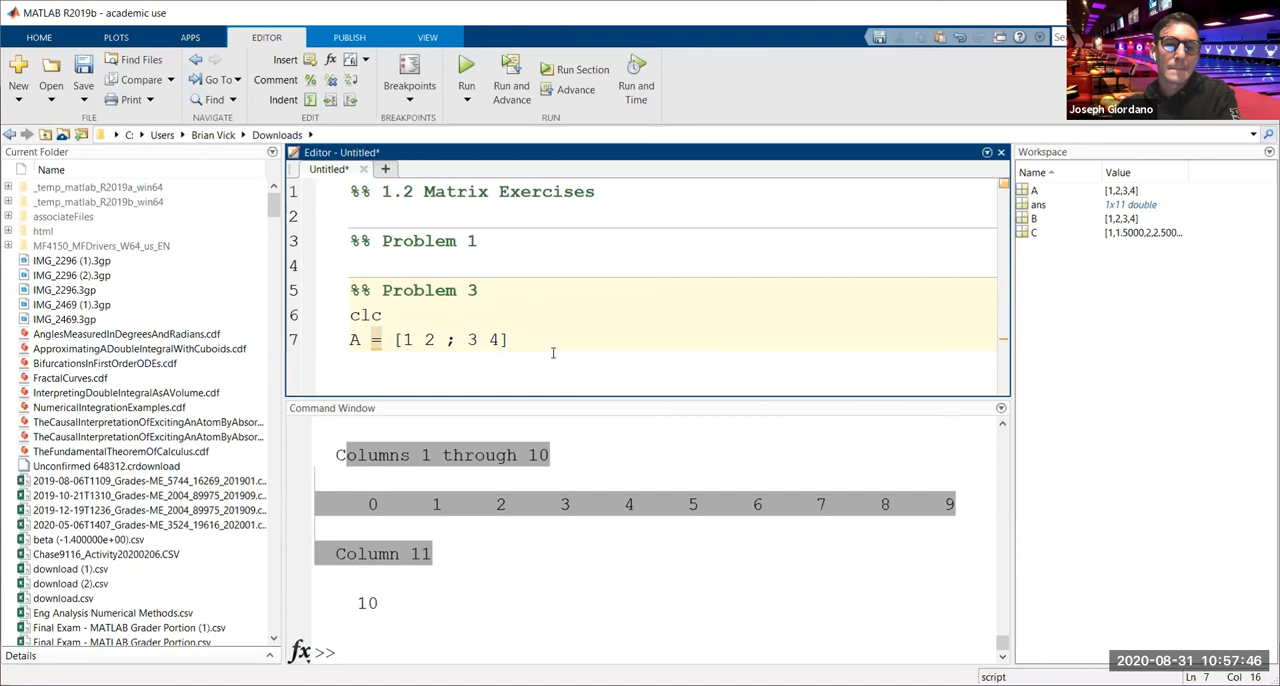 MATLAB R2019b - academic use
HOME PLOTS APPS EDITOR PUBLISH VIEW
New Open Save Find Files Compare Print FILE
Go To Find NAVIGATE
Insert fx Comment Indent EDIT
Breakpoints BREAKPOINTS
Run Run and Advance Run Section Advance Run and Time RUN
Joseph Giordano
C: Users Brian Vick Downloads
Current Folder
Name
_temp_matlab_R2019a_win64
_temp_matlab_R2019b_win64
associateFiles
html
MF4150_MFDrivers_W64_us_EN
IMG_2296 (1).3gp
IMG_2296 (2).3gp
IMG_2296.3gp
IMG_2469 (1).3gp
IMG_2469.3gp
AnglesMeasuredInDegreesAndRadians.cdf
ApproximatingADoubleIntegralWithCuboids.cdf
BifurcationsInFirstOrderODEs.cdf
FractalCurves.cdf
InterpretingDoubleIntegralAsAVolume.cdf
NumericalIntegrationExamples.cdf
TheCausalInterpretationOfExcitingAnAtomByAbsor...
TheCausalInterpretationOfExcitingAnAtomByAbsor...
TheFundamentalTheoremOfCalculus.cdf
Unconfirmed 648312.crdownload
2019-08-06T1109_Grades-ME_5744_16269_201901.c...
2019-10-21T1310_Grades-ME_2004_89975_201909.c...
2019-12-19T1236_Grades-ME_2004_89975_201909.c...
2020-05-06T1407_Grades-ME_3524_19616_202001.c...
beta (-1.400000e+00).csv
Chase9116_Activity20200206.CSV
download (1).csv
download (2).csv
download.csv
Eng Analysis Numerical Methods.csv
Final Exam - MATLAB Grader Portion (1).csv
Final Exam - MATLAB Grader Portion.csv
Details
Editor - Untitled*
Untitled*
1 %% 1.2 Matrix Exercises
2
3 %% Problem 1
4
5 %% Problem 3
6 clc
7 A = [1 2 ; 3 4]
Command Window
Columns 1 through 10
0 1 2 3 4 5 6 7 8 9
Column 11
10
fx >>
Workspace
Name Value
A [1,2,3,4]
ans 1x11 double
B [1,2,3,4]
C [1,1.5000,2,2.500...
2020-08-31 10:57:46
script Ln 7 Col 16